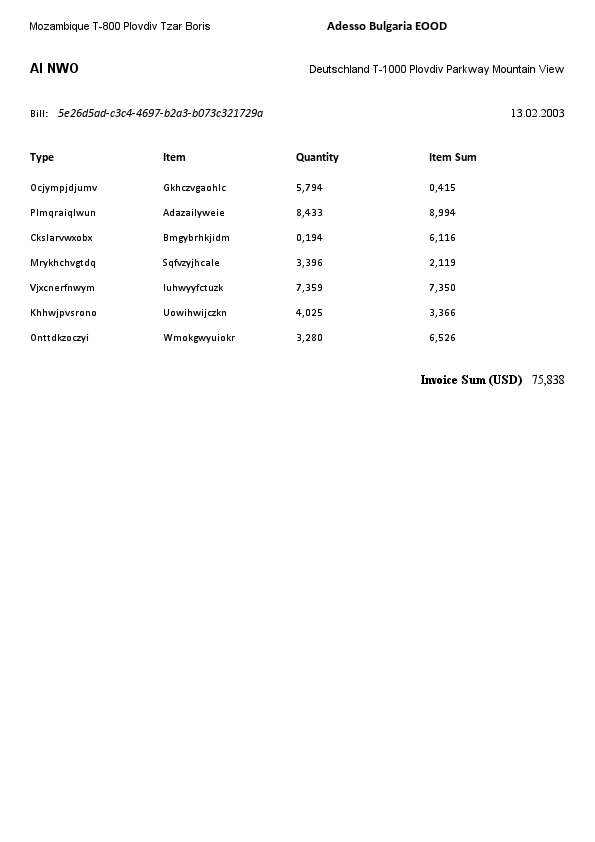 Mozambique T-800 Plovdiv Tzar Boris Adesso Bulgaria EOOD
AI NWO Deutschland T-1000 Plovdiv Parkway Mountain View
Bill: 5e26d5ad-c3c4-4697-b2a3-b073c321729a 13.02.2003
Type Item Quantity Item Sum
Ocjympjdjumv Gkhczvgaohlc 5,794 0,415
Plmqraiqlwun Adazailyweie 8,433 8,994
Ckslarvwxobx Bmgybrhkjidm 0,194 6,116
Mrykhchvgtdq Sqfvzyjhcale 3,396 2,119
Vjxcnerfnwym Iuhwyyfctuzk 7,359 7,350
Khhwjpvsrono Uowihwijczkn 4,025 3,366
Onttdkzoczyi Wmokgwyuiokr 3,280 6,526
Invoice Sum (USD) 75,838